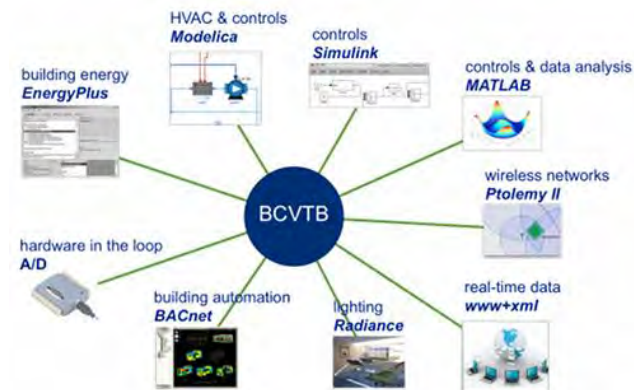 HVAC & controls
Modelica
controls
Simulink
building energy
EnergyPlus
controls & data analysis
MATLAB
BCVTB
wireless networks
Ptolemy II
hardware in the loop
A/D
building automation
BACnet
lighting
Radiance
real-time data
www+xml